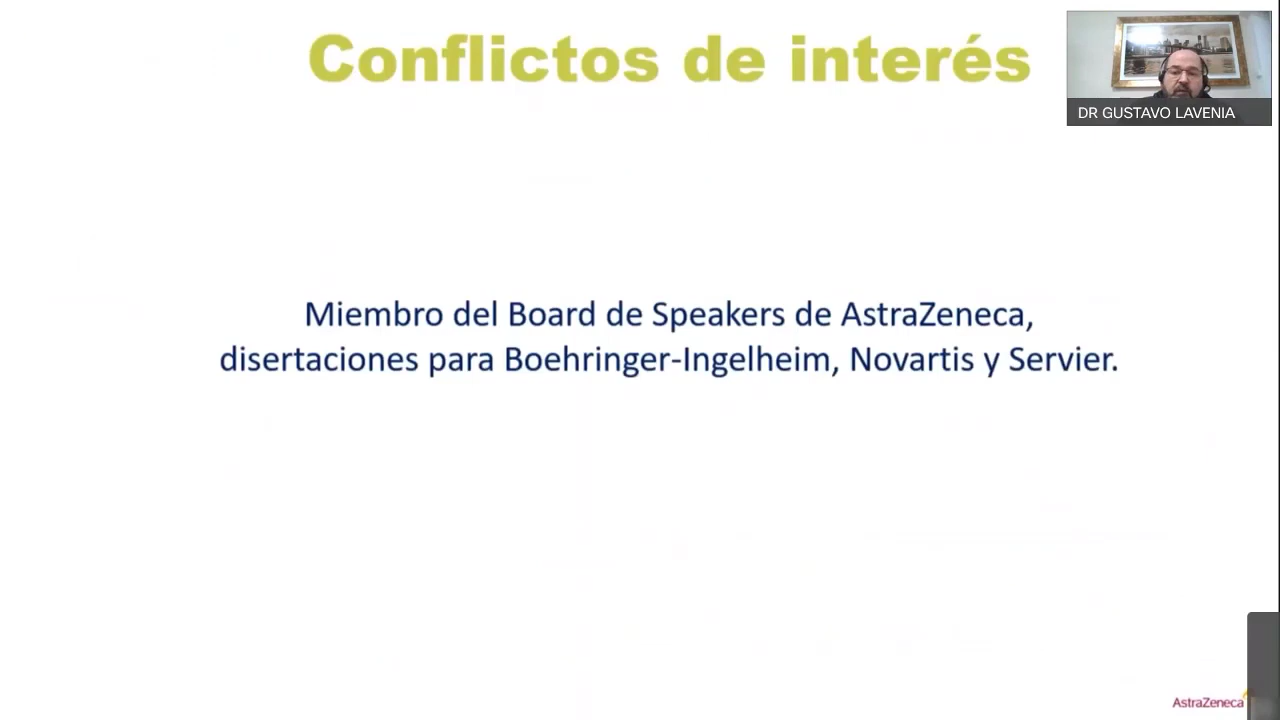 Conflictos de interés
DR GUSTAVO LAVENIA
Miembro del Board de Speakers de AstraZeneca,
disertaciones para Boehringer-Ingelheim, Novartis y Servier.
AstraZeneca